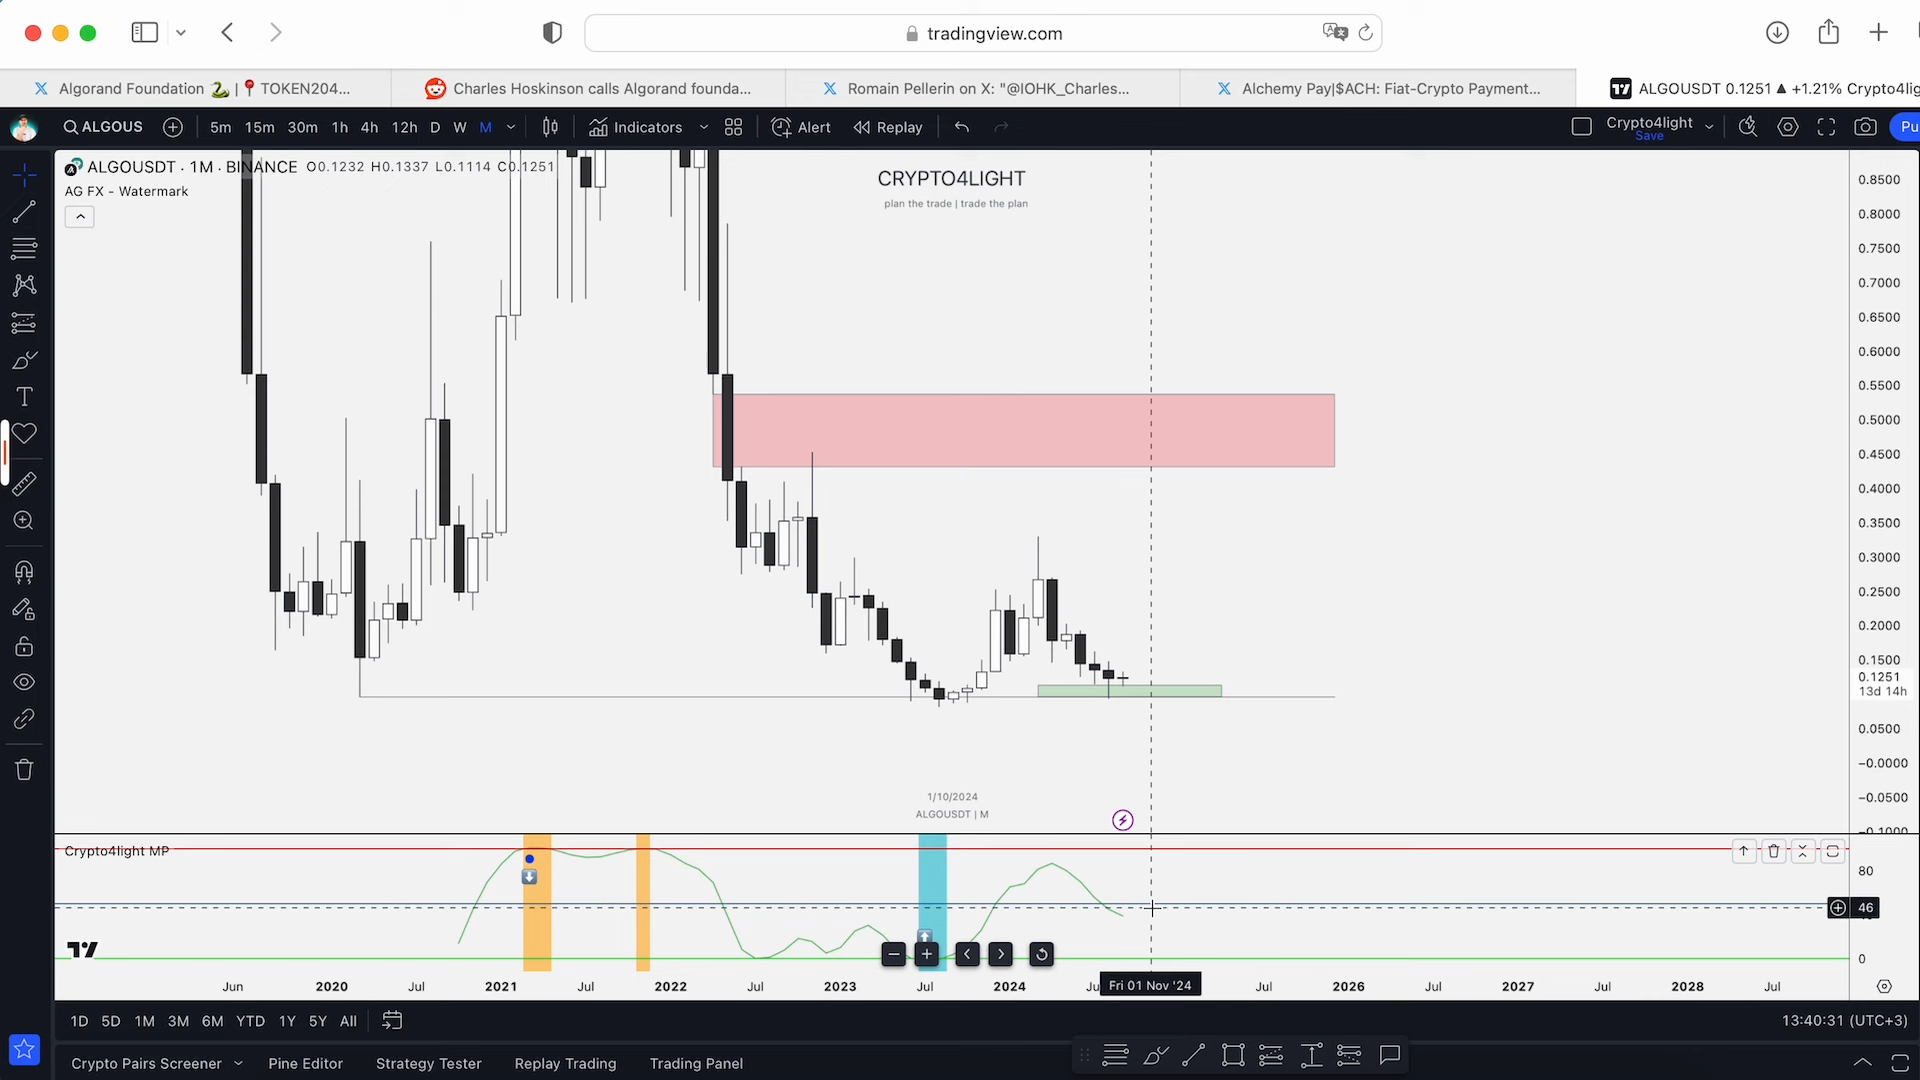 tradingview.com
Algorand Foundation 🐍 | 📍 TOKEN204...
Charles Hoskinson calls Algorand founda...
Romain Pellerin on X: "@IOHK_Charles...
Alchemy Pay|$ACH: Fiat-Crypto Payment...
ALGOUSDT 0.1251 ▲ +1.21% Crypto4lig
ALGOUS 5m 15m 30m 1h 4h 12h D W M Indicators Alert Replay Crypto4light Pu
Save
ALGOUSDT · 1M · BINANCE O0.1232 H0.1337 L0.1114 C0.1251
AG FX - Watermark
CRYPTO4LIGHT
plan the trade | trade the plan
0.8500
0.8000
0.7500
0.7000
0.6500
0.6000
0.5500
0.5000
0.4500
0.4000
0.3500
0.3000
0.2500
0.2000
0.1500
0.1251
13d 14h
0.0500
−0.0000
−0.0500
−0.1000
1/10/2024
ALGOUSDT | M
Crypto4light MP
80
46
0
Jun 2020 Jul 2021 Jul 2022 Jul 2023 Jul 2024 Ju Fri 01 Nov '24 Jul 2026 Jul 2027 Jul 2028 Jul
1D 5D 1M 3M 6M YTD 1Y 5Y All 13:40:31 (UTC+3)
Crypto Pairs Screener Pine Editor Strategy Tester Replay Trading Trading Panel